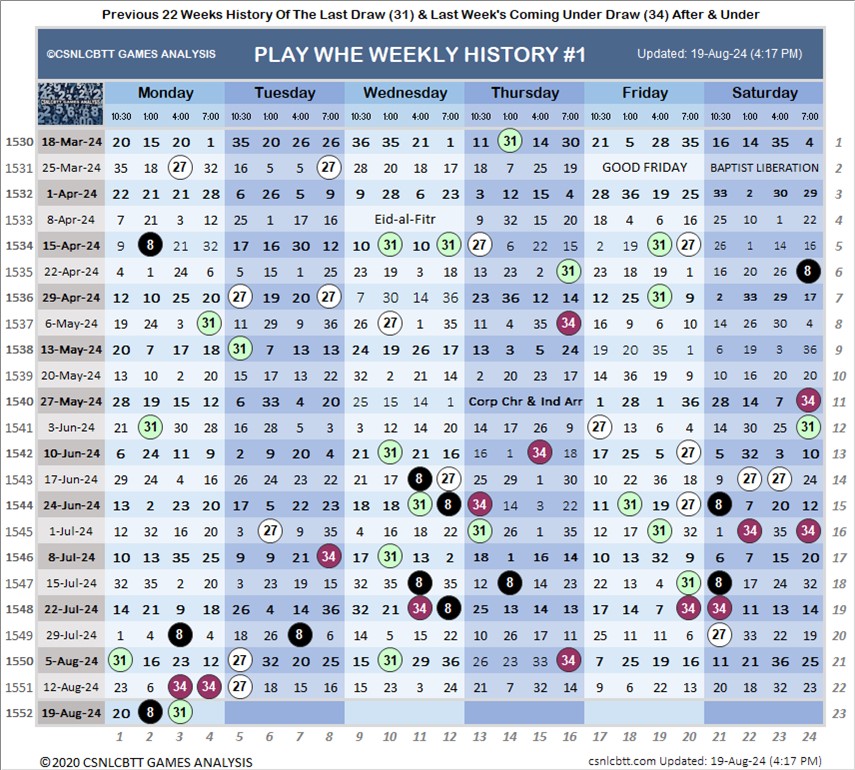 Previous 22 Weeks History Of The Last Draw (31) & Last Week's Coming Under Draw (34) After & Under
©CSNLCBTT GAMES ANALYSIS PLAY WHE WEEKLY HISTORY #1 Updated: 19-Aug-24 (4:17 PM)
CSNLCBTT GAMES ANALYSIS Monday Tuesday Wednesday Thursday Friday Saturday
10:30 1:00 4:00 7:00 10:30 1:00 4:00 8:00 10:30 1:00 4:00 7:00 10:30 1:00 4:00 7:00 10:30 1:00 4:00 7:00 10:30 1:00 4:00 7:00
1530 18-Mar-24 20 15 20 1 35 20 26 26 36 35 21 1 11 31 14 30 21 5 28 35 16 14 35 4 1
1531 25-Mar-24 35 18 27 32 16 5 5 27 28 20 18 17 18 7 25 19 GOOD FRIDAY BAPTIST LIBERATION 2
1532 1-Apr-24 22 21 21 28 6 26 5 9 9 28 6 23 3 12 15 4 28 36 19 25 33 2 30 29 3
1533 8-Apr-24 7 21 3 12 25 1 17 16 Eid-al-Fitr 9 32 15 20 18 4 6 16 25 10 1 22 4
1534 15-Apr-24 9 8 21 32 17 16 30 12 10 31 10 31 27 6 22 15 2 19 31 27 26 1 14 16 5
1535 22-Apr-24 4 1 24 6 5 15 1 25 23 19 3 18 13 23 2 31 23 18 19 1 16 20 26 8 6
1536 29-Apr-24 12 10 25 20 27 19 20 27 7 30 14 36 23 36 12 14 12 25 31 9 2 33 29 17 7
1537 6-May-24 19 24 3 31 11 29 9 36 26 27 1 35 11 4 35 34 16 9 6 10 14 26 30 4 8
1538 13-May-24 20 7 17 18 31 7 13 13 24 19 26 17 13 3 5 24 19 20 35 1 6 19 3 36 9
1539 20-May-24 13 10 2 20 15 17 13 22 32 2 21 14 2 20 23 17 14 36 19 9 10 16 20 20 10
1540 27-May-24 28 19 15 12 6 33 4 20 25 15 14 1 Corp Chr & Ind Arr 1 28 1 36 28 14 7 34 11
1541 3-Jun-24 21 31 30 28 16 28 5 3 3 12 14 20 14 17 26 9 27 13 6 4 14 30 25 31 12
1542 10-Jun-24 6 24 11 9 2 9 20 4 21 31 21 16 16 1 34 18 17 25 5 27 5 32 3 10 13
1543 17-Jun-24 29 24 4 16 26 24 23 22 21 17 8 27 25 29 1 30 10 22 36 18 22 27 27 24 14
1544 24-Jun-24 13 2 23 20 17 5 22 23 18 18 31 8 34 14 3 22 11 31 19 27 8 7 20 12 15
1545 1-Jul-24 12 32 16 20 3 27 9 35 4 16 18 22 31 26 1 35 12 19 31 32 1 34 35 34 16
1546 8-Jul-24 10 13 35 25 9 9 21 34 17 31 13 2 18 1 16 14 10 13 32 9 6 7 15 20 17
1547 15-Jul-24 32 35 2 20 3 23 19 15 32 35 8 35 12 8 14 23 22 13 4 31 8 17 24 32 18
1548 22-Jul-24 14 21 9 18 26 4 14 36 32 21 34 8 25 13 14 13 17 14 7 34 34 11 13 14 19
1549 29-Jul-24 1 4 8 4 18 26 8 6 14 5 15 22 10 26 17 11 25 11 11 6 27 33 22 19 20
1550 5-Aug-24 31 16 23 12 27 32 20 25 15 31 29 36 26 23 33 34 7 25 19 16 11 21 36 25 21
1551 12-Aug-24 23 6 34 34 27 18 15 16 15 23 3 24 21 7 32 14 9 6 22 13 20 18 32 23 22
1552 19-Aug-24 20 8 31 23
1 2 3 4 5 6 7 8 9 10 11 12 13 14 15 16 17 18 19 20 21 22 23 24
©2020 CSNLCBTT GAMES ANALYSIS csnlcbtt.com Updated: 19-Aug-24 (4:17 PM)